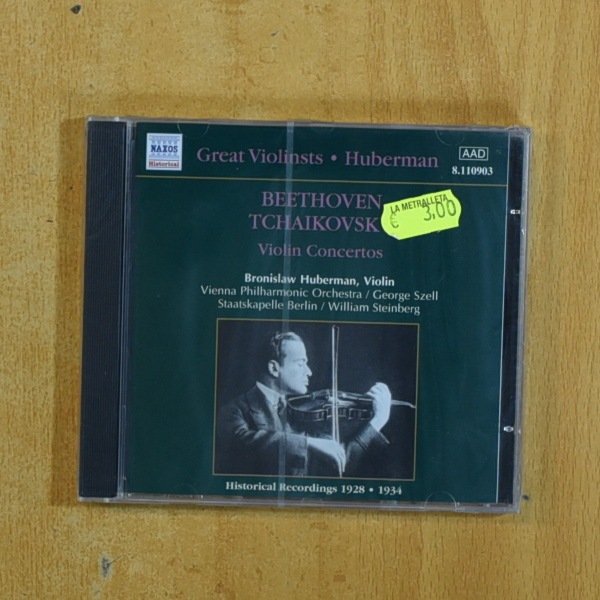 NAXOS
Historical
Great Violinsts • Huberman
AAD
8.110903
BEETHOVEN
TCHAIKOVSK
LA METRALLETA
€ 3,00
Violin Concertos
Bronislaw Huberman, Violin
Vienna Philharmonic Orchestra / George Szell
Staatskapelle Berlin / William Steinberg
Historical Recordings 1928 • 1934